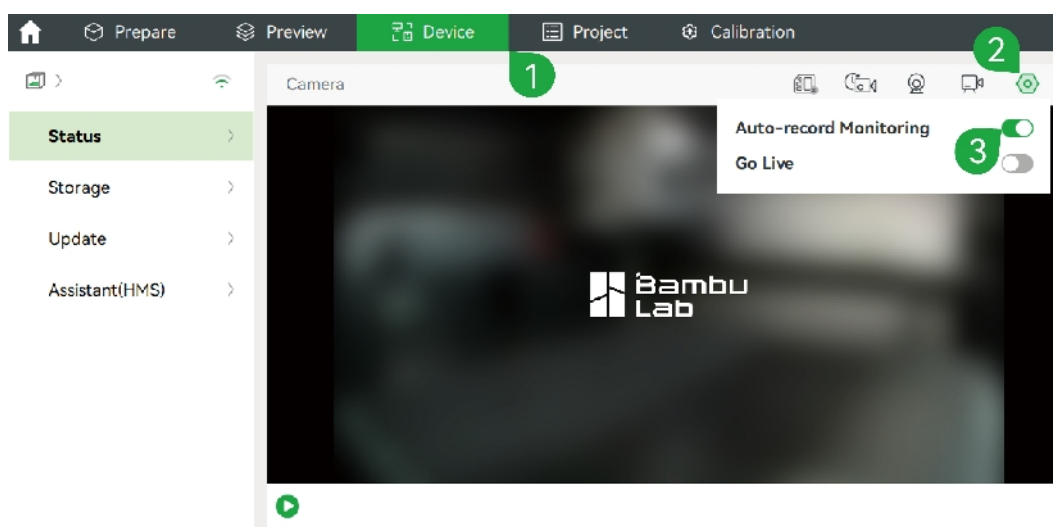 Prepare
Preview
Device
Project
Calibration
1
2
Camera
Status
Storage
Update
Assistant(HMS)
Auto-record Monitoring
3
Go Live
Bambu
Lab